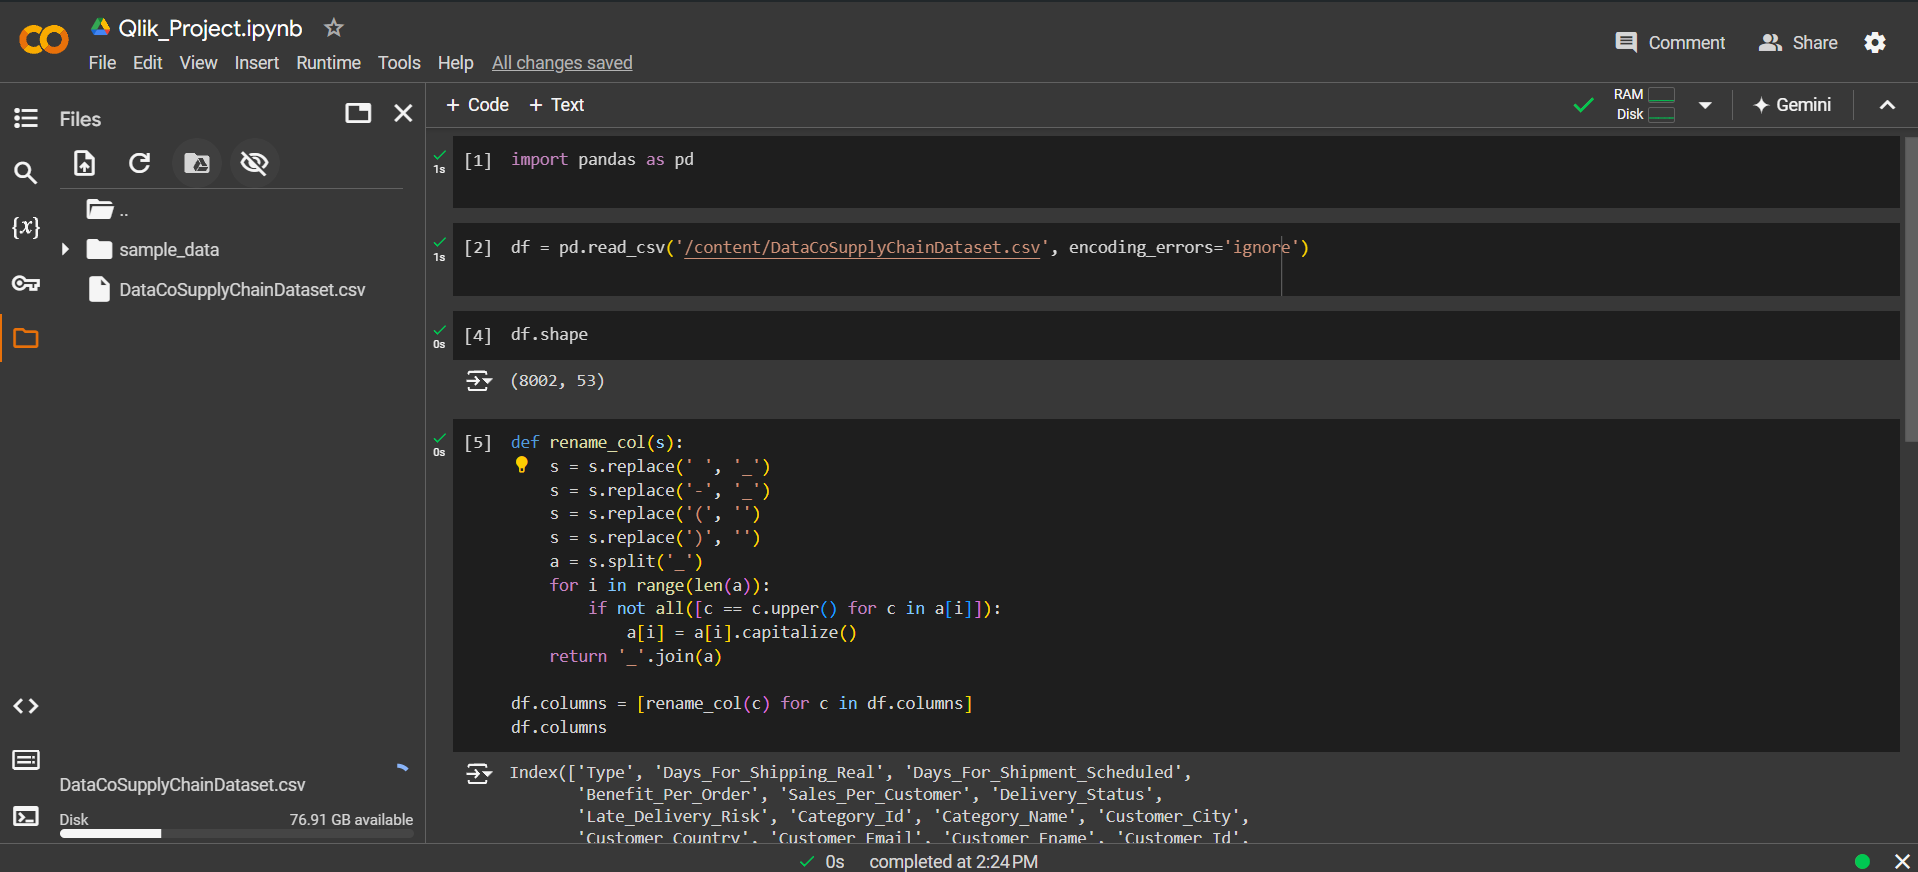 Qlik_Project.ipynb
File Edit View Insert Runtime Tools Help All changes saved
Comment Share
Files
+ Code + Text
RAM
Disk
Gemini
..
sample_data
DataCoSupplyChainDataset.csv
{x}
1s
[1] import pandas as pd
1s
[2] df = pd.read_csv('/content/DataCoSupplyChainDataset.csv', encoding_errors='ignore')
0s
[4] df.shape
(8002, 53)
0s
[5] def rename_col(s):
s = s.replace(' ', '_')
s = s.replace('-', '_')
s = s.replace('(', '')
s = s.replace(')', '')
a = s.split('_')
for i in range(len(a)):
if not all([c == c.upper() for c in a[i]]):
a[i] = a[i].capitalize()
return '_'.join(a)
df.columns = [rename_col(c) for c in df.columns]
df.columns
Index(['Type', 'Days_For_Shipping_Real', 'Days_For_Shipment_Scheduled',
'Benefit_Per_Order', 'Sales_Per_Customer', 'Delivery_Status',
'Late_Delivery_Risk', 'Category_Id', 'Category_Name', 'Customer_City',
'Customer_Country', 'Customer_Email', 'Customer_Fname', 'Customer_Id',
DataCoSupplyChainDataset.csv
Disk 76.91 GB available
0s completed at 2:24 PM